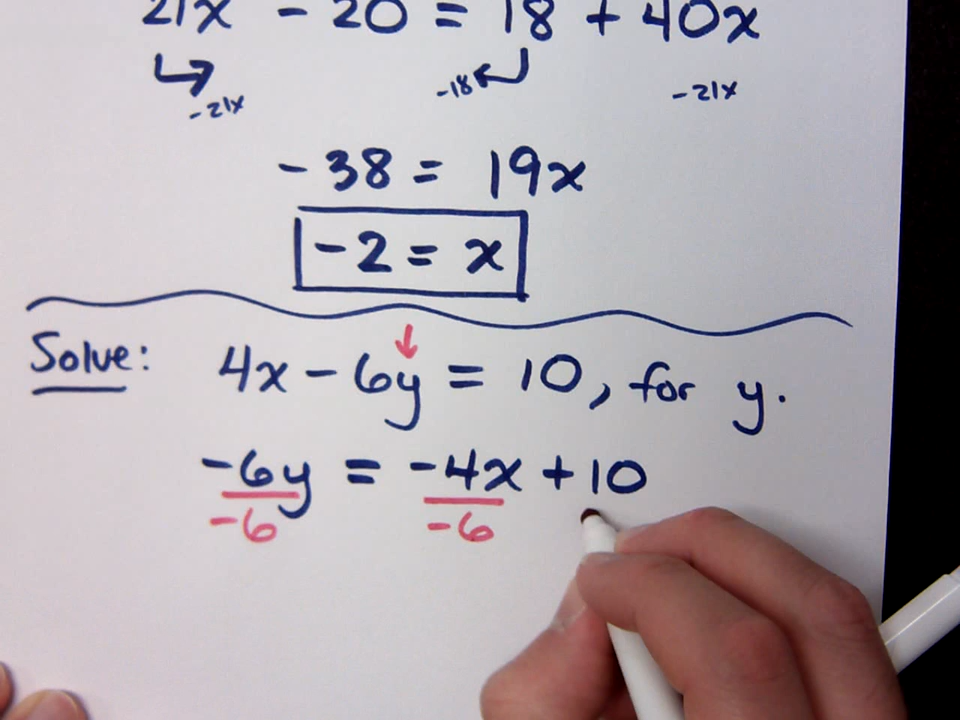 21x - 20 = 18 + 40x
-21x -18 -21x
-38 = 19x
-2 = x
Solve: 4x - 6y = 10, for y.
-6y = -4x + 10
-6 -6